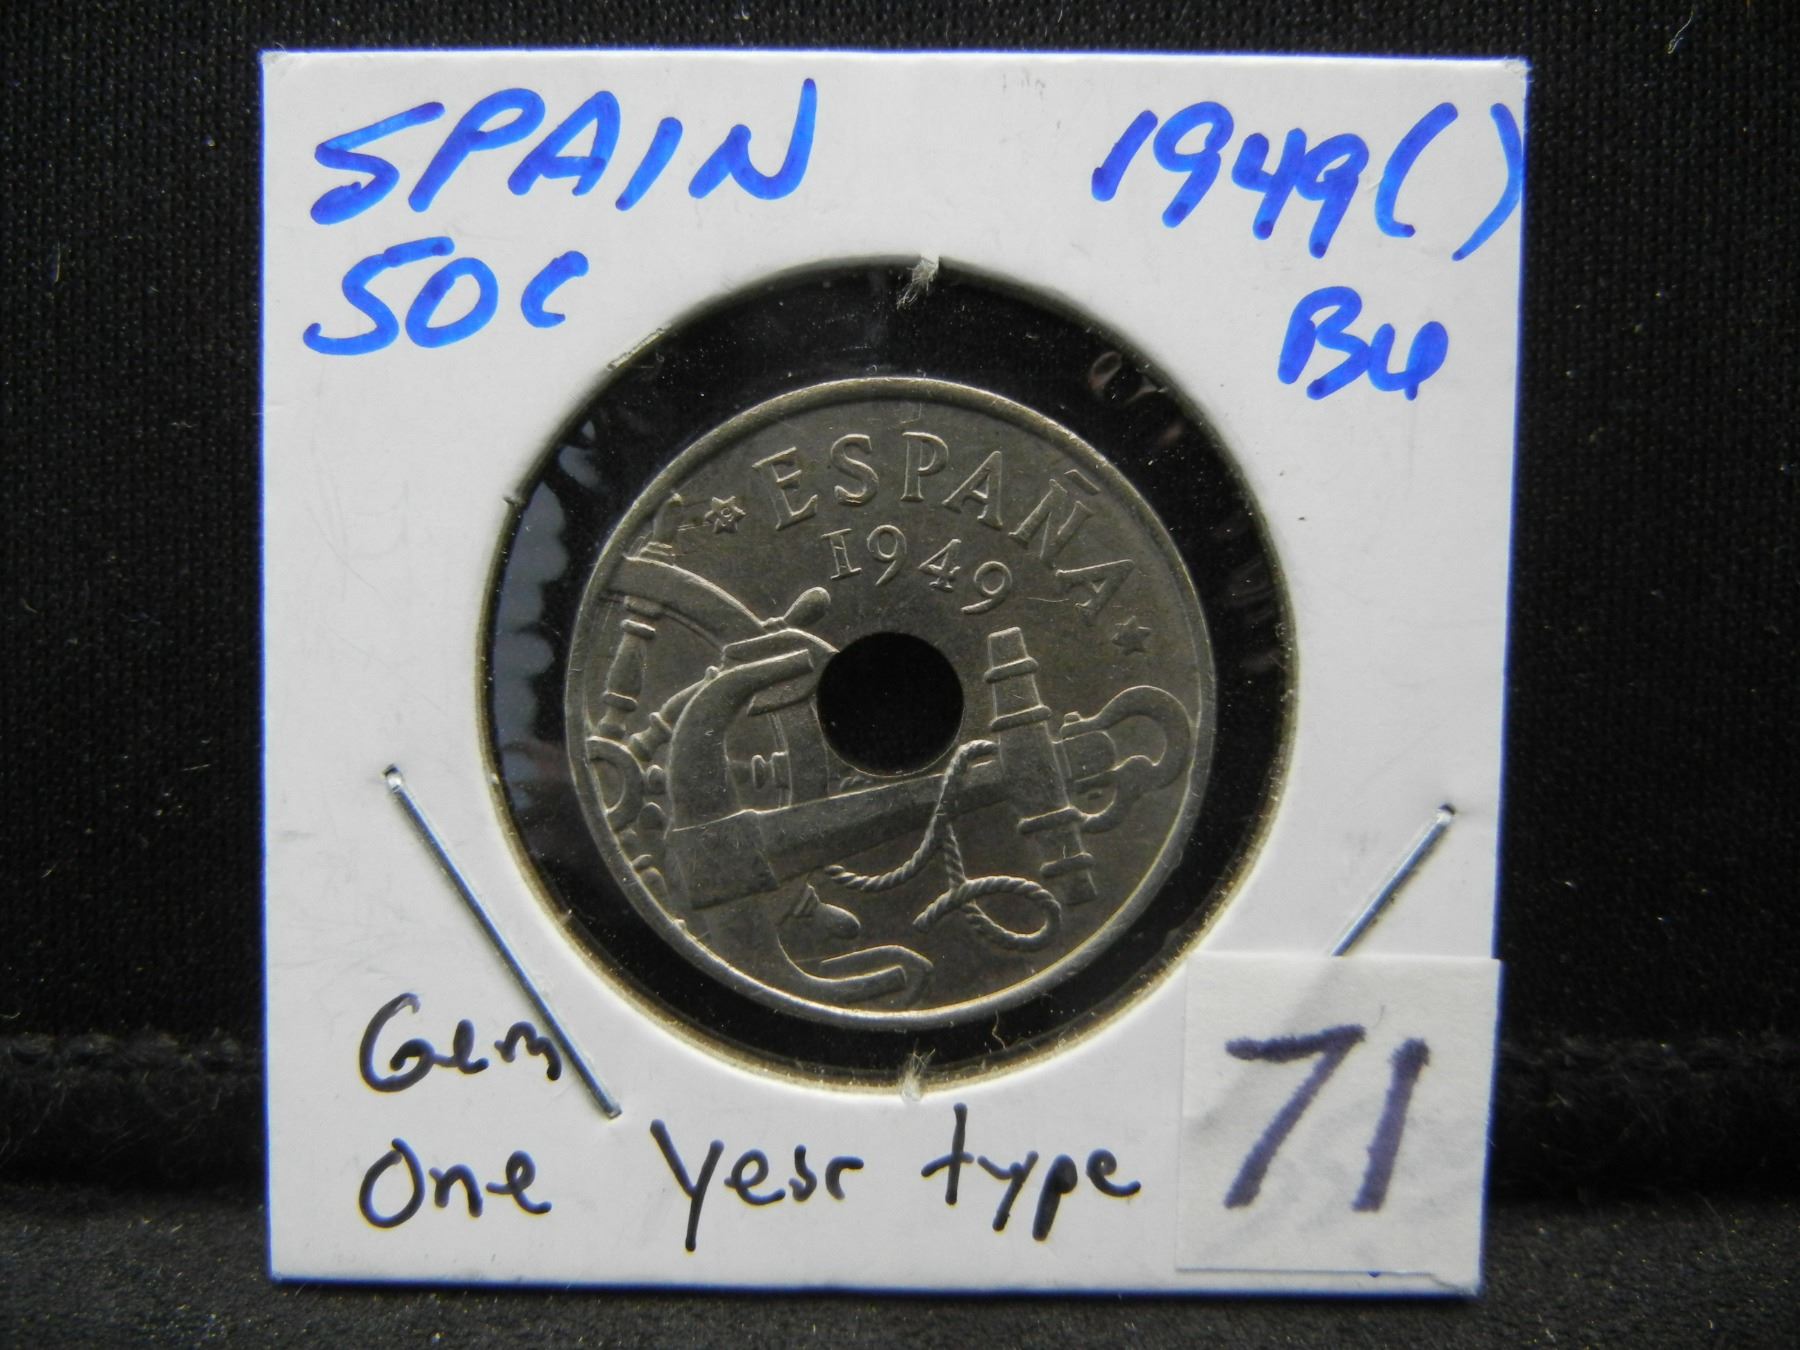 SPAIN 1949( )
50c BU
ESPAÑA
1949
Gem
One Year type
71